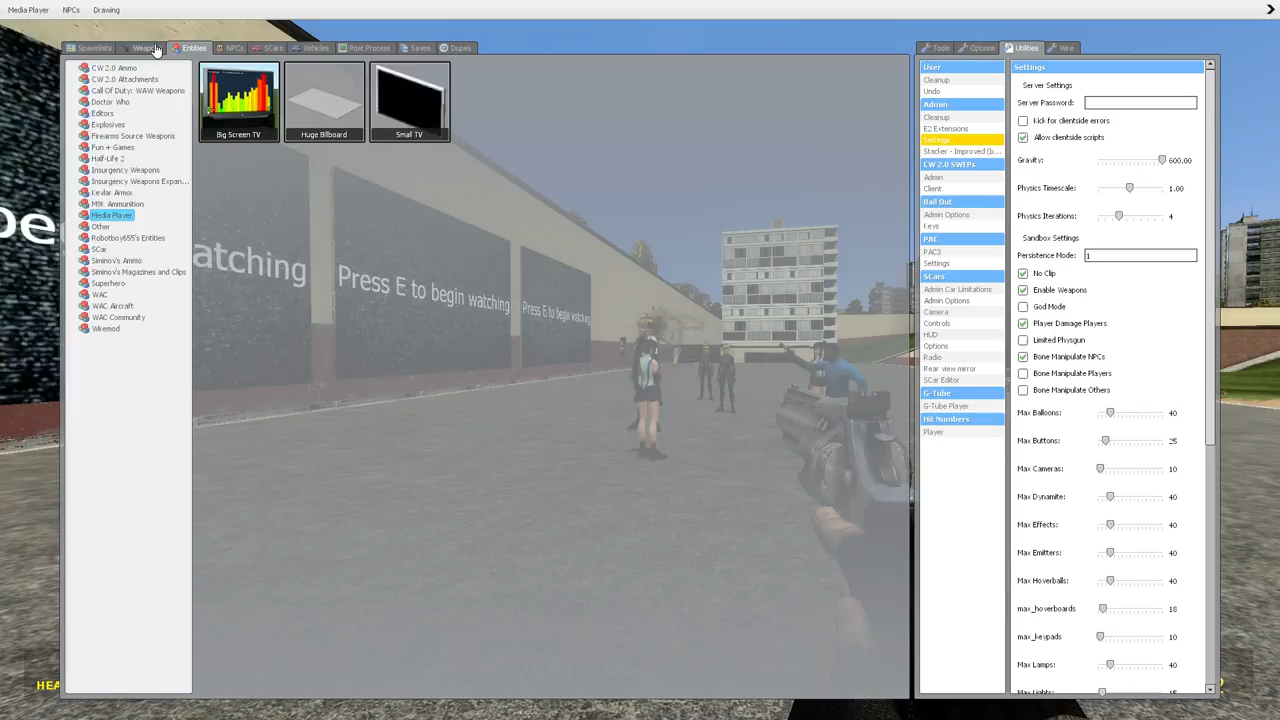 Media Player NPCs Drawing
Spawnlists Entities NPCs SCars Vehicles Post Process Saves Dupes
CW 2.0 Ammo
CW 2.0 Attachments
Call Of Duty: WAW Weapons
Doctor Who
Editors
Explosives
Firearms Source Weapons
Fun + Games
Half-Life 2
Insurgency Weapons
Insurgency Weapons Expan...
Kevlar Armor
M9K Ammunition
Media Player
Other
Robotboy655's Entities
SCar
Siminov's Ammo
Siminov's Magazines and Clips
Superhero
WAC
WAC Aircraft
WAC Community
Wiremod
Big Screen TV
Huge Billboard
Small TV
watching
Press E to begin watching
Press E to begin watching
HEA
Tools Options Utilities Wire
User
Cleanup
Undo
Admin
Cleanup
E2 Extensions
Settings
Stacker - Improved (b...
CW 2.0 SWEPs
Admin
Client
Bail Out
Admin Options
Keys
PAC
PAC3
Settings
SCars
Admin Car Limitations
Admin Options
Camera
Controls
HUD
Options
Radio
Rear view mirror
SCar Editor
G-Tube
G-Tube Player
Hit Numbers
Player
Settings
Server Settings
Server Password:
Kick for clientside errors
Allow clientside scripts
Gravity: 600.00
Physics Timescale: 1.00
Physics Iterations: 4
Sandbox Settings
Persistence Mode: 1
No Clip
Enable Weapons
God Mode
Player Damage Players
Limited Physgun
Bone Manipulate NPCs
Bone Manipulate Players
Bone Manipulate Others
Max Balloons: 40
Max Buttons: 25
Max Cameras: 10
Max Dynamite: 40
Max Effects: 40
Max Emitters: 40
Max Hoverballs: 40
max_hoverboards 18
max_keypads 10
Max Lamps: 40
Max Lights: 15